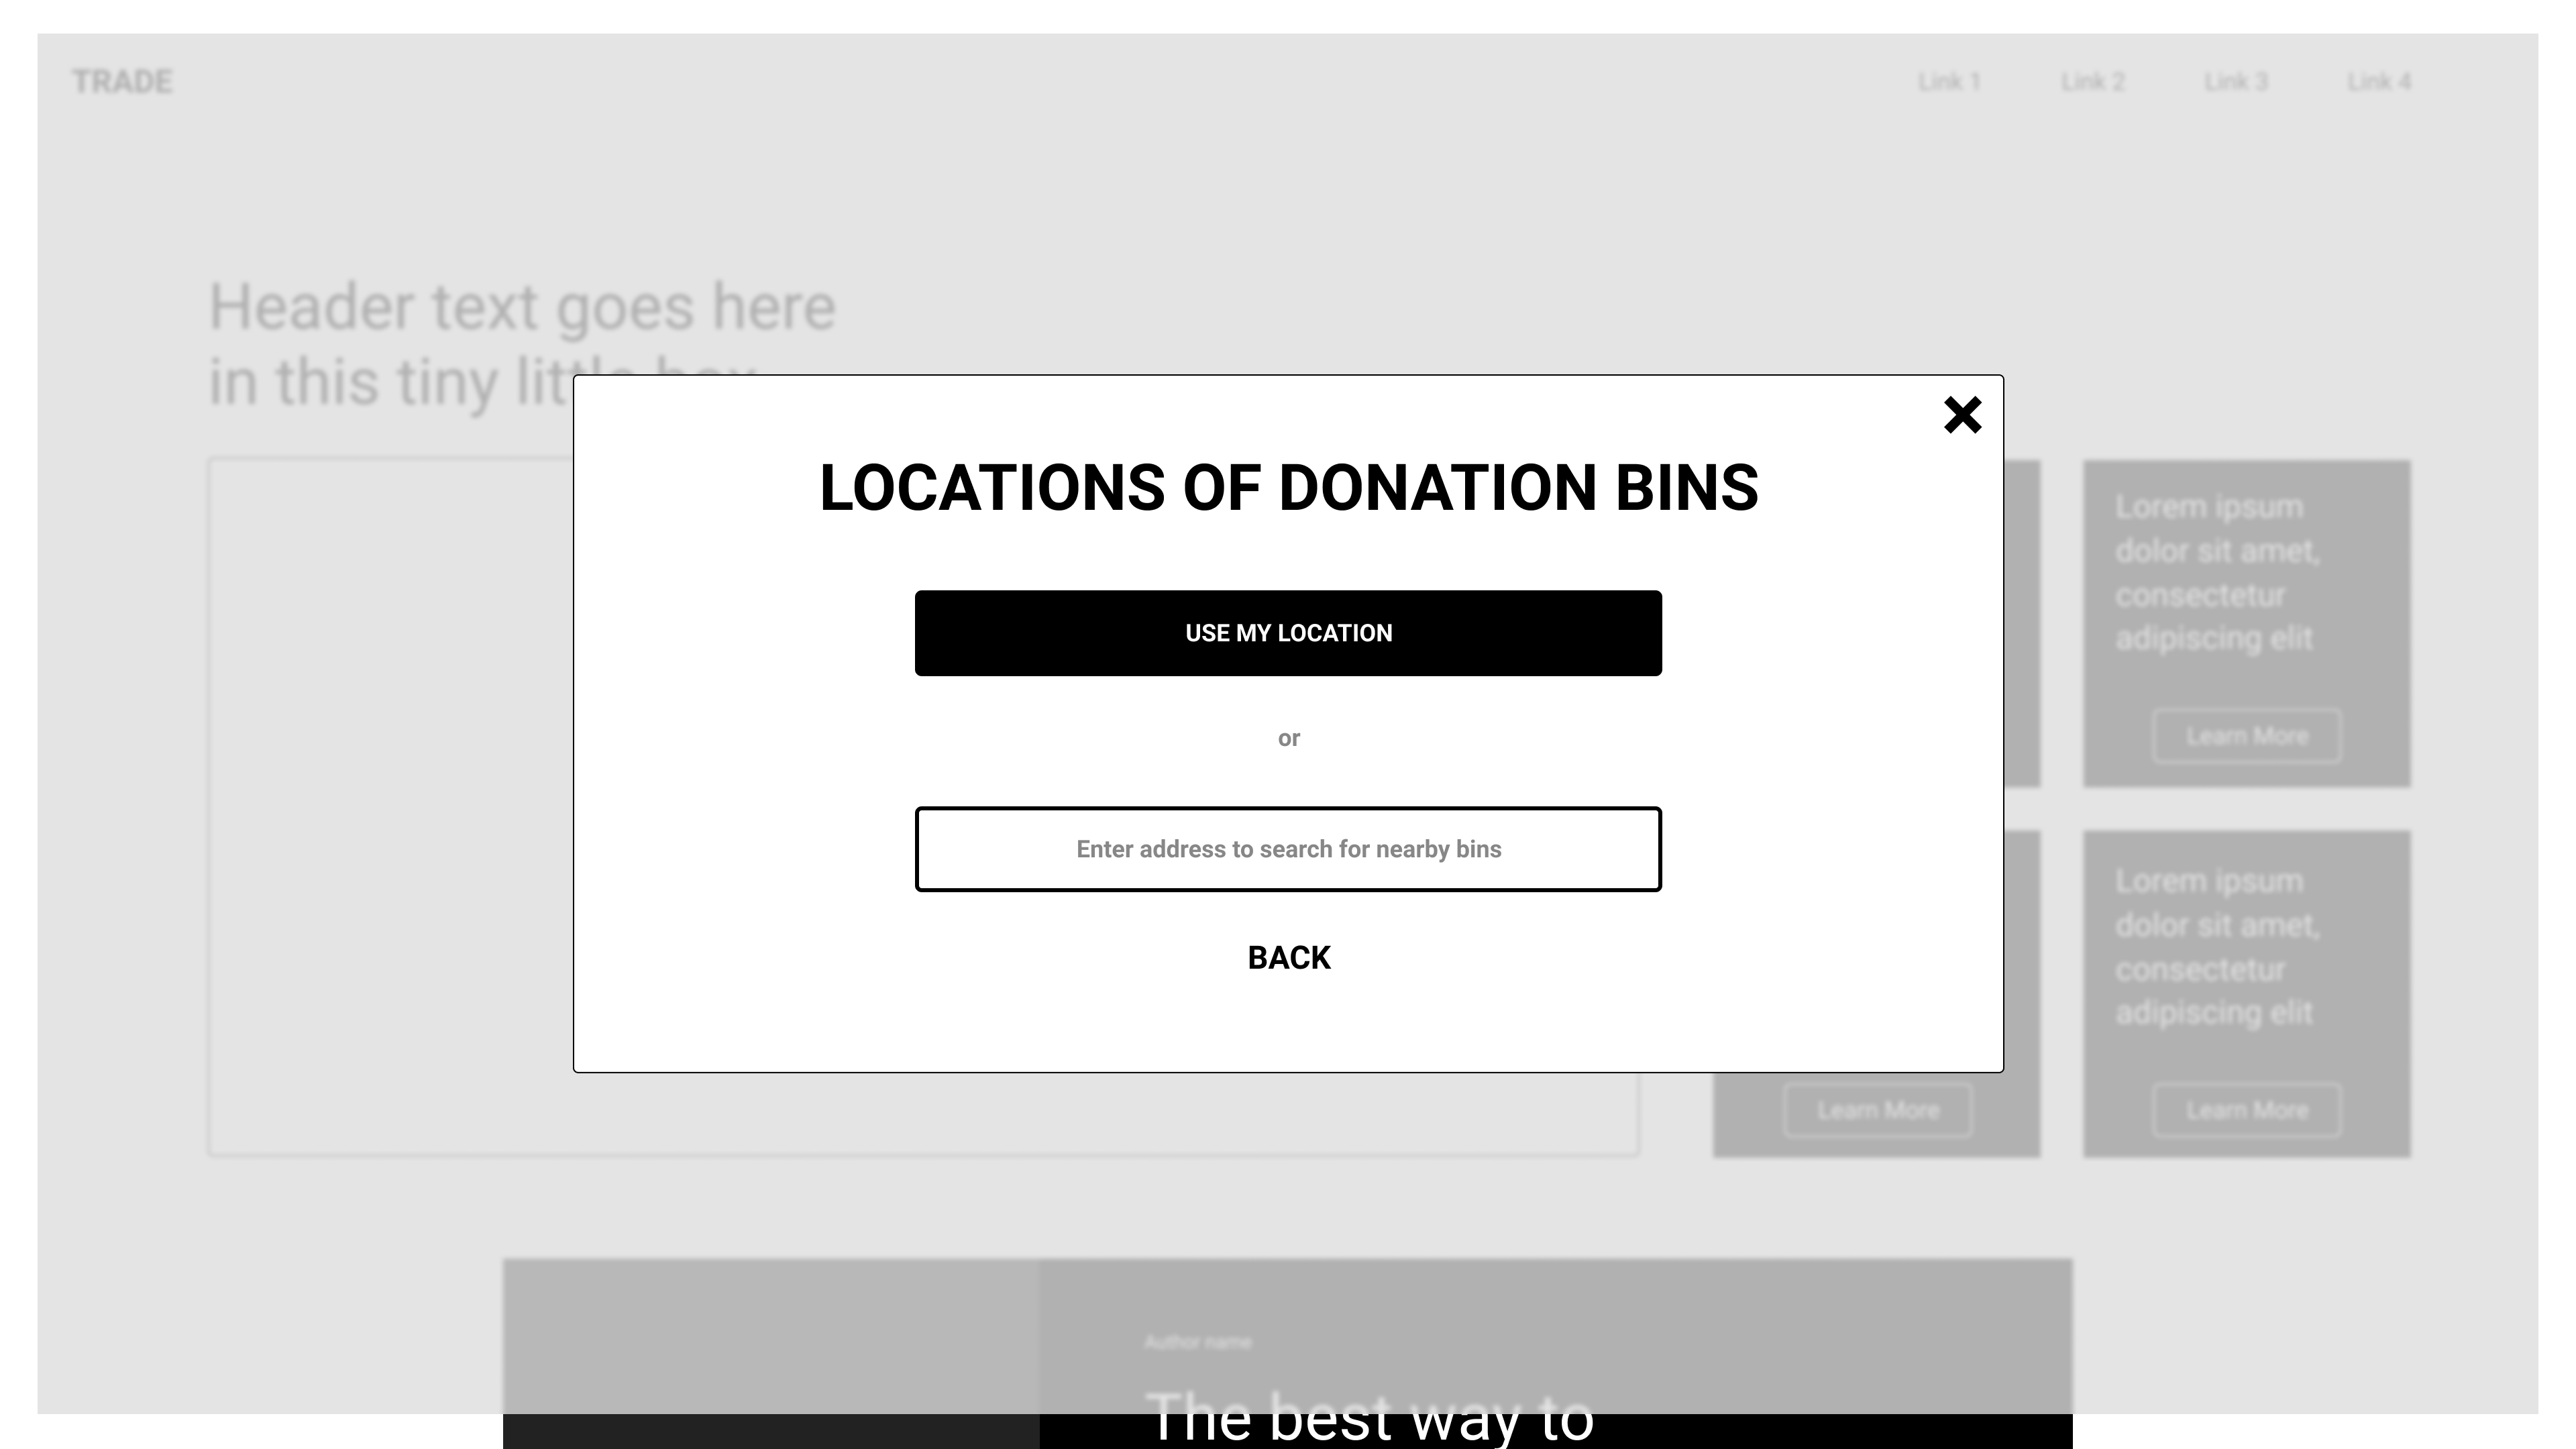 TRADE
Link 1
Link 2
Link 3
Link 4
Header text goes here
in this tiny little box
LOCATIONS OF DONATION BINS
USE MY LOCATION
or
Enter address to search for nearby bins
BACK
Lorem ipsum
dolor sit amet,
consectetur
adipiscing elit
Learn More
Lorem ipsum
dolor sit amet,
consectetur
adipiscing elit
Learn More
Learn More
Author name
The best way to